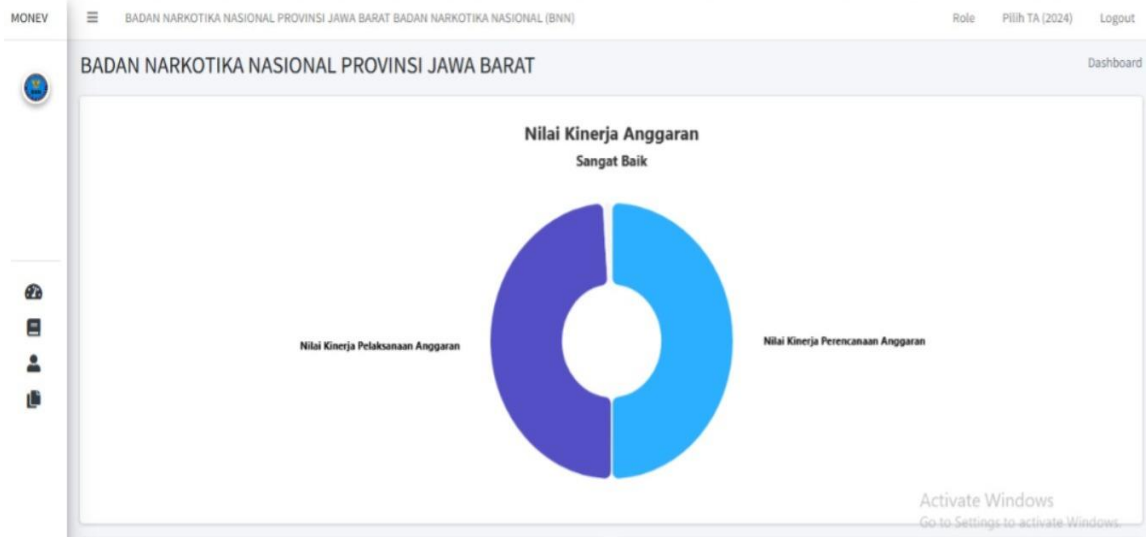 MONEV
BADAN NARKOTIKA NASIONAL PROVINSI JAWA BARAT BADAN NARKOTIKA NASIONAL (BNN)
Role
Pilih TA (2024)
Logout
BADAN NARKOTIKA NASIONAL PROVINSI JAWA BARAT
Dashboard
Nilai Kinerja Anggaran
Sangat Baik
Nilai Kinerja Pelaksanaan Anggaran
Nilai Kinerja Perencanaan Anggaran
Activate Windows
Go to Settings to activate Windows.